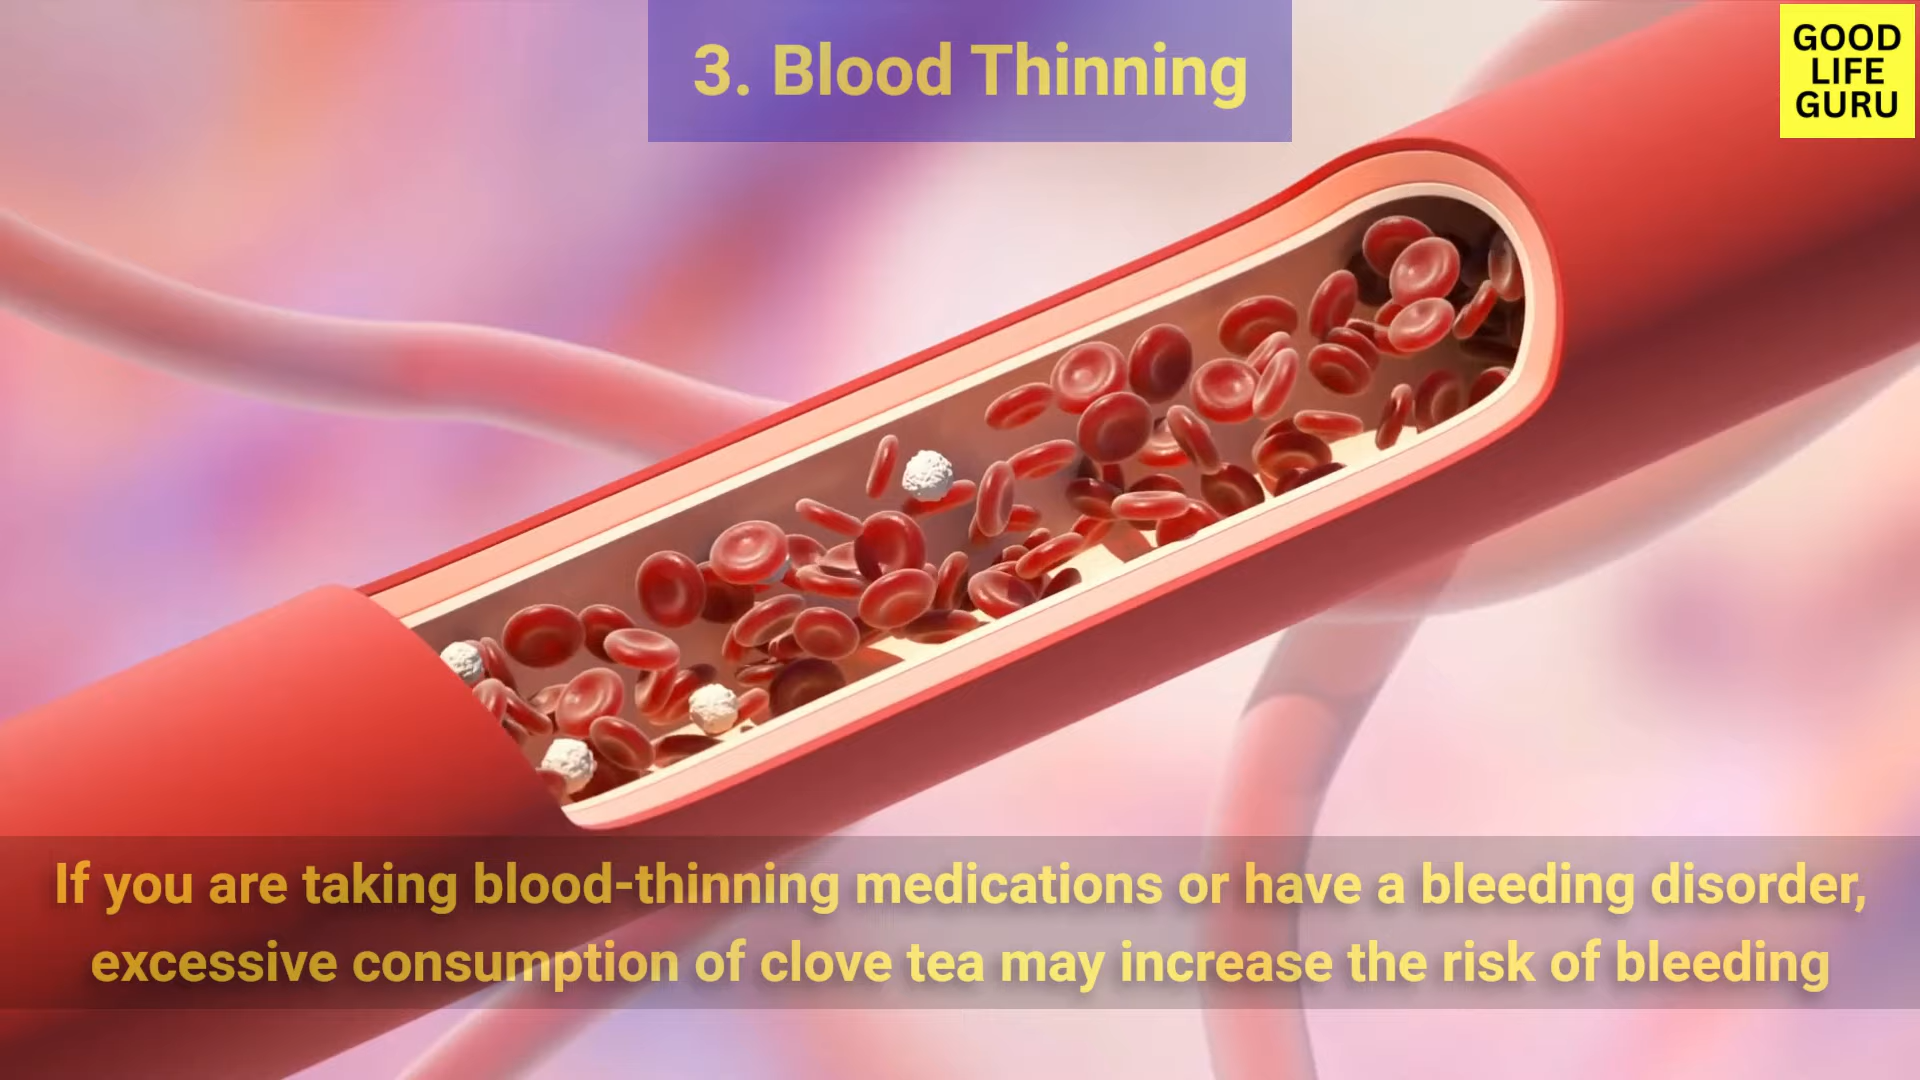 3. Blood Thinning
GOOD
LIFE
GURU
If you are taking blood-thinning medications or have a bleeding disorder,
excessive consumption of clove tea may increase the risk of bleeding